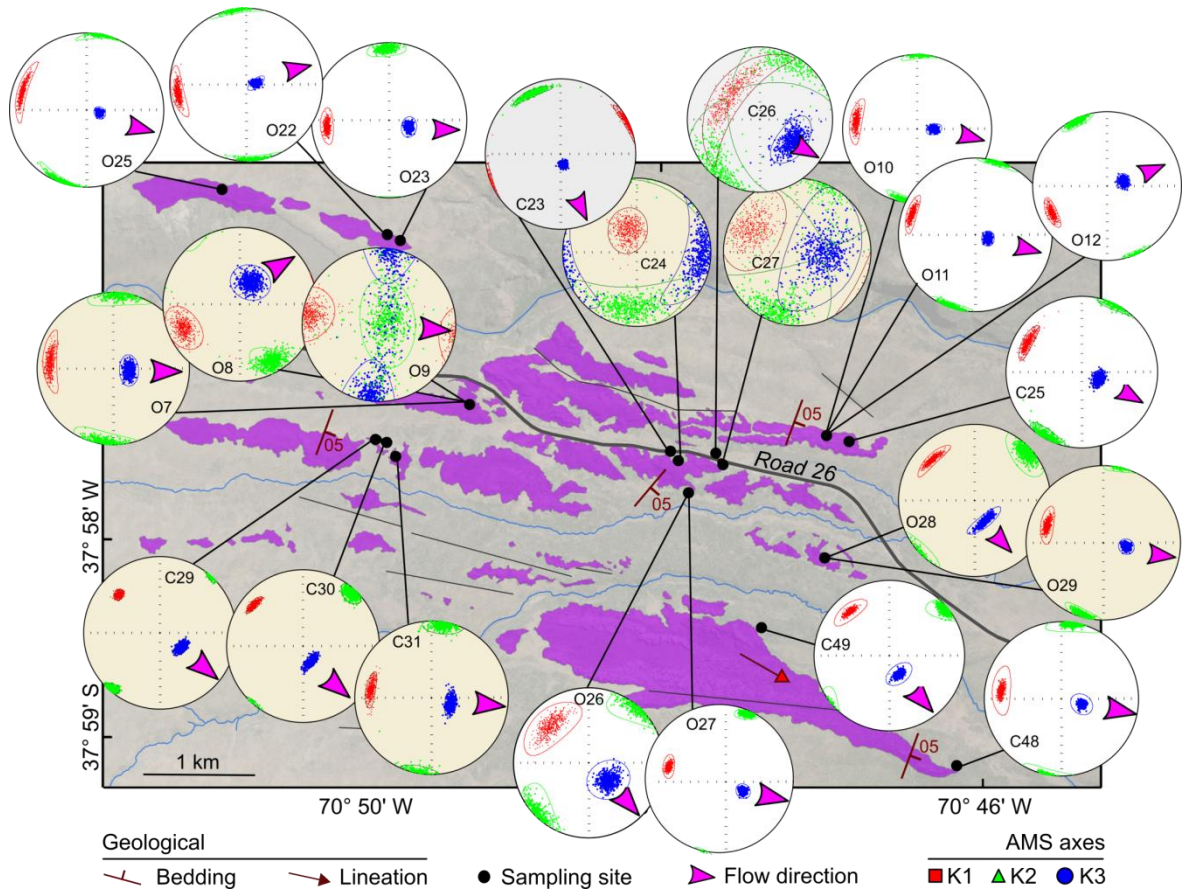 O25
O22
O23
C23
C26
O10
C24
C27
O11
O12
O8
O9
O7
C25
05
05
Road 26
05
O28
O29
C29
C30
C31
O26
O27
C49
C48
05
37° 58' W
37° 59' S
1 km
70° 50' W
70° 46' W
Geological
AMS axes
Bedding
Lineation
Sampling site
Flow direction
K1
K2
K3